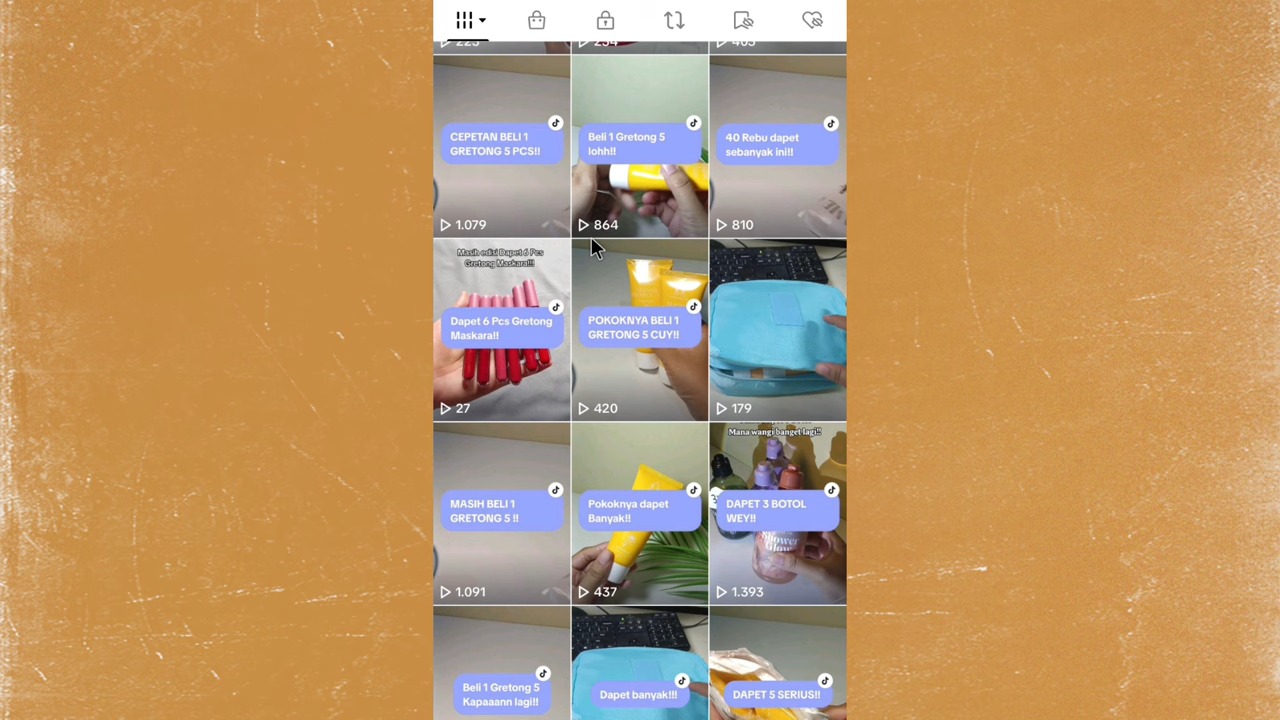 223
234
405
CEPETAN BELI 1
GRETONG 5 PCS!!
1.079
Beli 1 Gretong 5
lohh!!
864
40 Rebu dapet
sebanyak ini!!
810
Masih edisi Dapet 6 Pcs
Gretong Maskara!!!
Dapet 6 Pcs Gretong
Maskara!!
27
POKOKNYA BELI 1
GRETONG 5 CUY!!
420
179
MASIH BELI 1
GRETONG 5 !!
1.091
Pokoknya dapet
Banyak!!
437
Mana wangi banget lagi!!
DAPET 3 BOTOL
WEY!!
1.393
Beli 1 Gretong 5
Kapaaann lagi!!
Dapet banyak!!!
DAPET 5 SERIUS!!